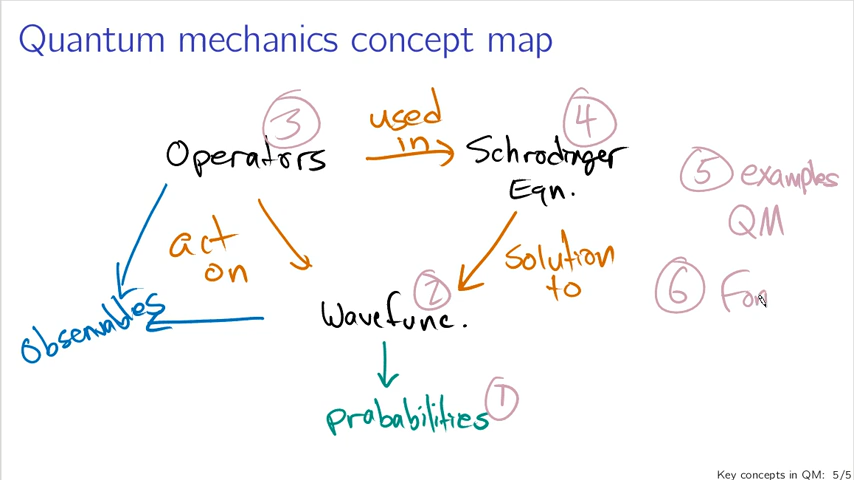 Quantum mechanics concept map
3
used
in
4
Operators
Schrodinger
Eqn.
5 examples
QM
act
on
solution
to
6 For
observables
2
Wavefunc.
probabilities 1
Key concepts in QM: 5/5